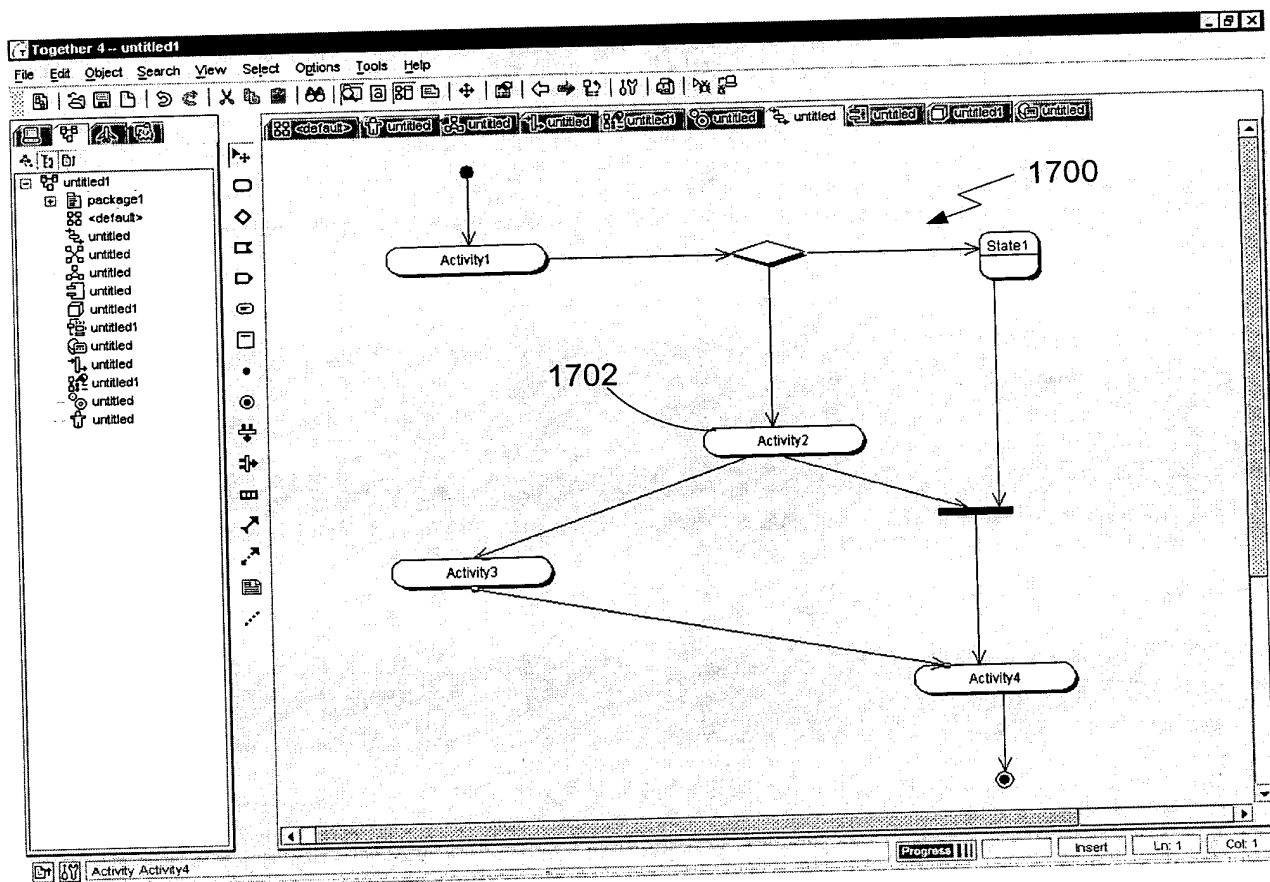 Together 4 -- untitled1
File Edit Object Search View Select Options Tools Help
<default> untitled untitled untitled untitled1 untitled untitled untitled untitled1 untitled
untitled1
package1
<default>
untitled
untitled
untitled
untitled
untitled1
untitled1
untitled
untitled
untitled1
untitled
untitled
1700
Activity1
State1
1702
Activity2
Activity3
Activity4
Activity Activity4
Progress
Insert
Ln: 1
Col: 1